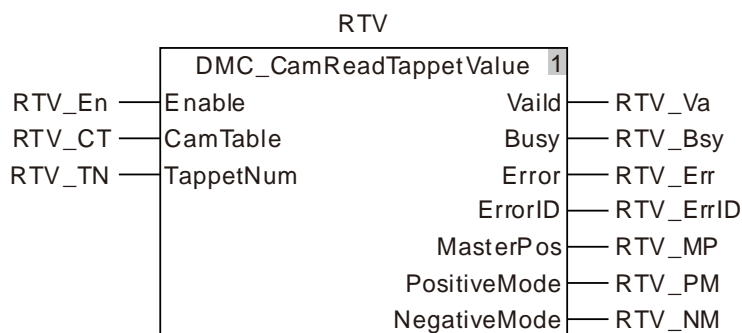 RTV
DMC_CamReadTappetValue 1
RTV_En Enable Vaild RTV_Va
RTV_CT CamTable Busy RTV_Bsy
RTV_TN TappetNum Error RTV_Err
ErrorID RTV_ErrID
MasterPos RTV_MP
PositiveMode RTV_PM
NegativeMode RTV_NM